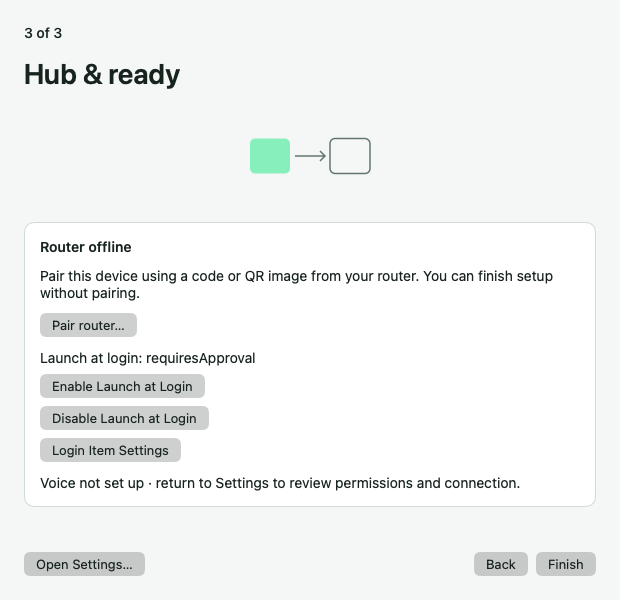 3 of 3
Hub & ready
Router offline
Pair this device using a code or QR image from your router. You can finish setup
without pairing.
Pair router...
Launch at login: requiresApproval
Enable Launch at Login
Disable Launch at Login
Login Item Settings
Voice not set up · return to Settings to review permissions and connection.
Open Settings...
Back
Finish